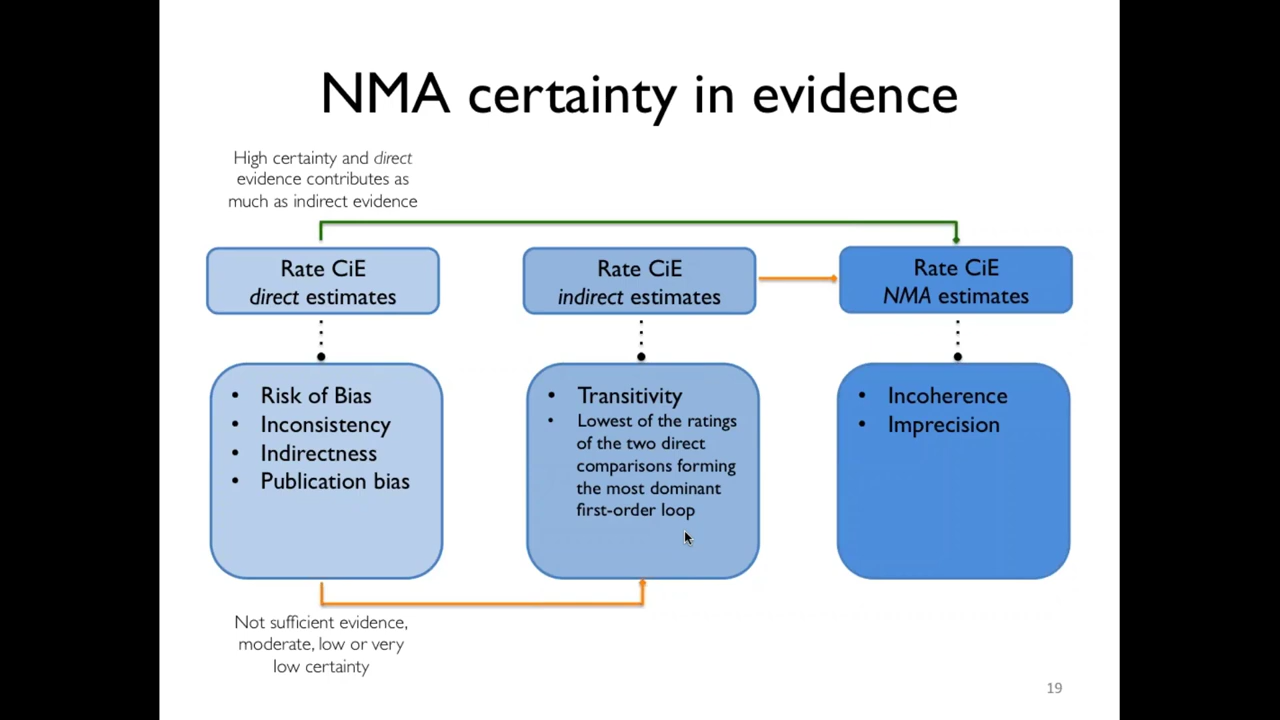 NMA certainty in evidence
High certainty and direct
evidence contributes as
much as indirect evidence
Rate CiE
direct estimates
Rate CiE
indirect estimates
Rate CiE
NMA estimates
• Risk of Bias
• Inconsistency
• Indirectness
• Publication bias
• Transitivity
• Lowest of the ratings
of the two direct
comparisons forming
the most dominant
first-order loop
• Incoherence
• Imprecision
Not sufficient evidence,
moderate, low or very
low certainty
19